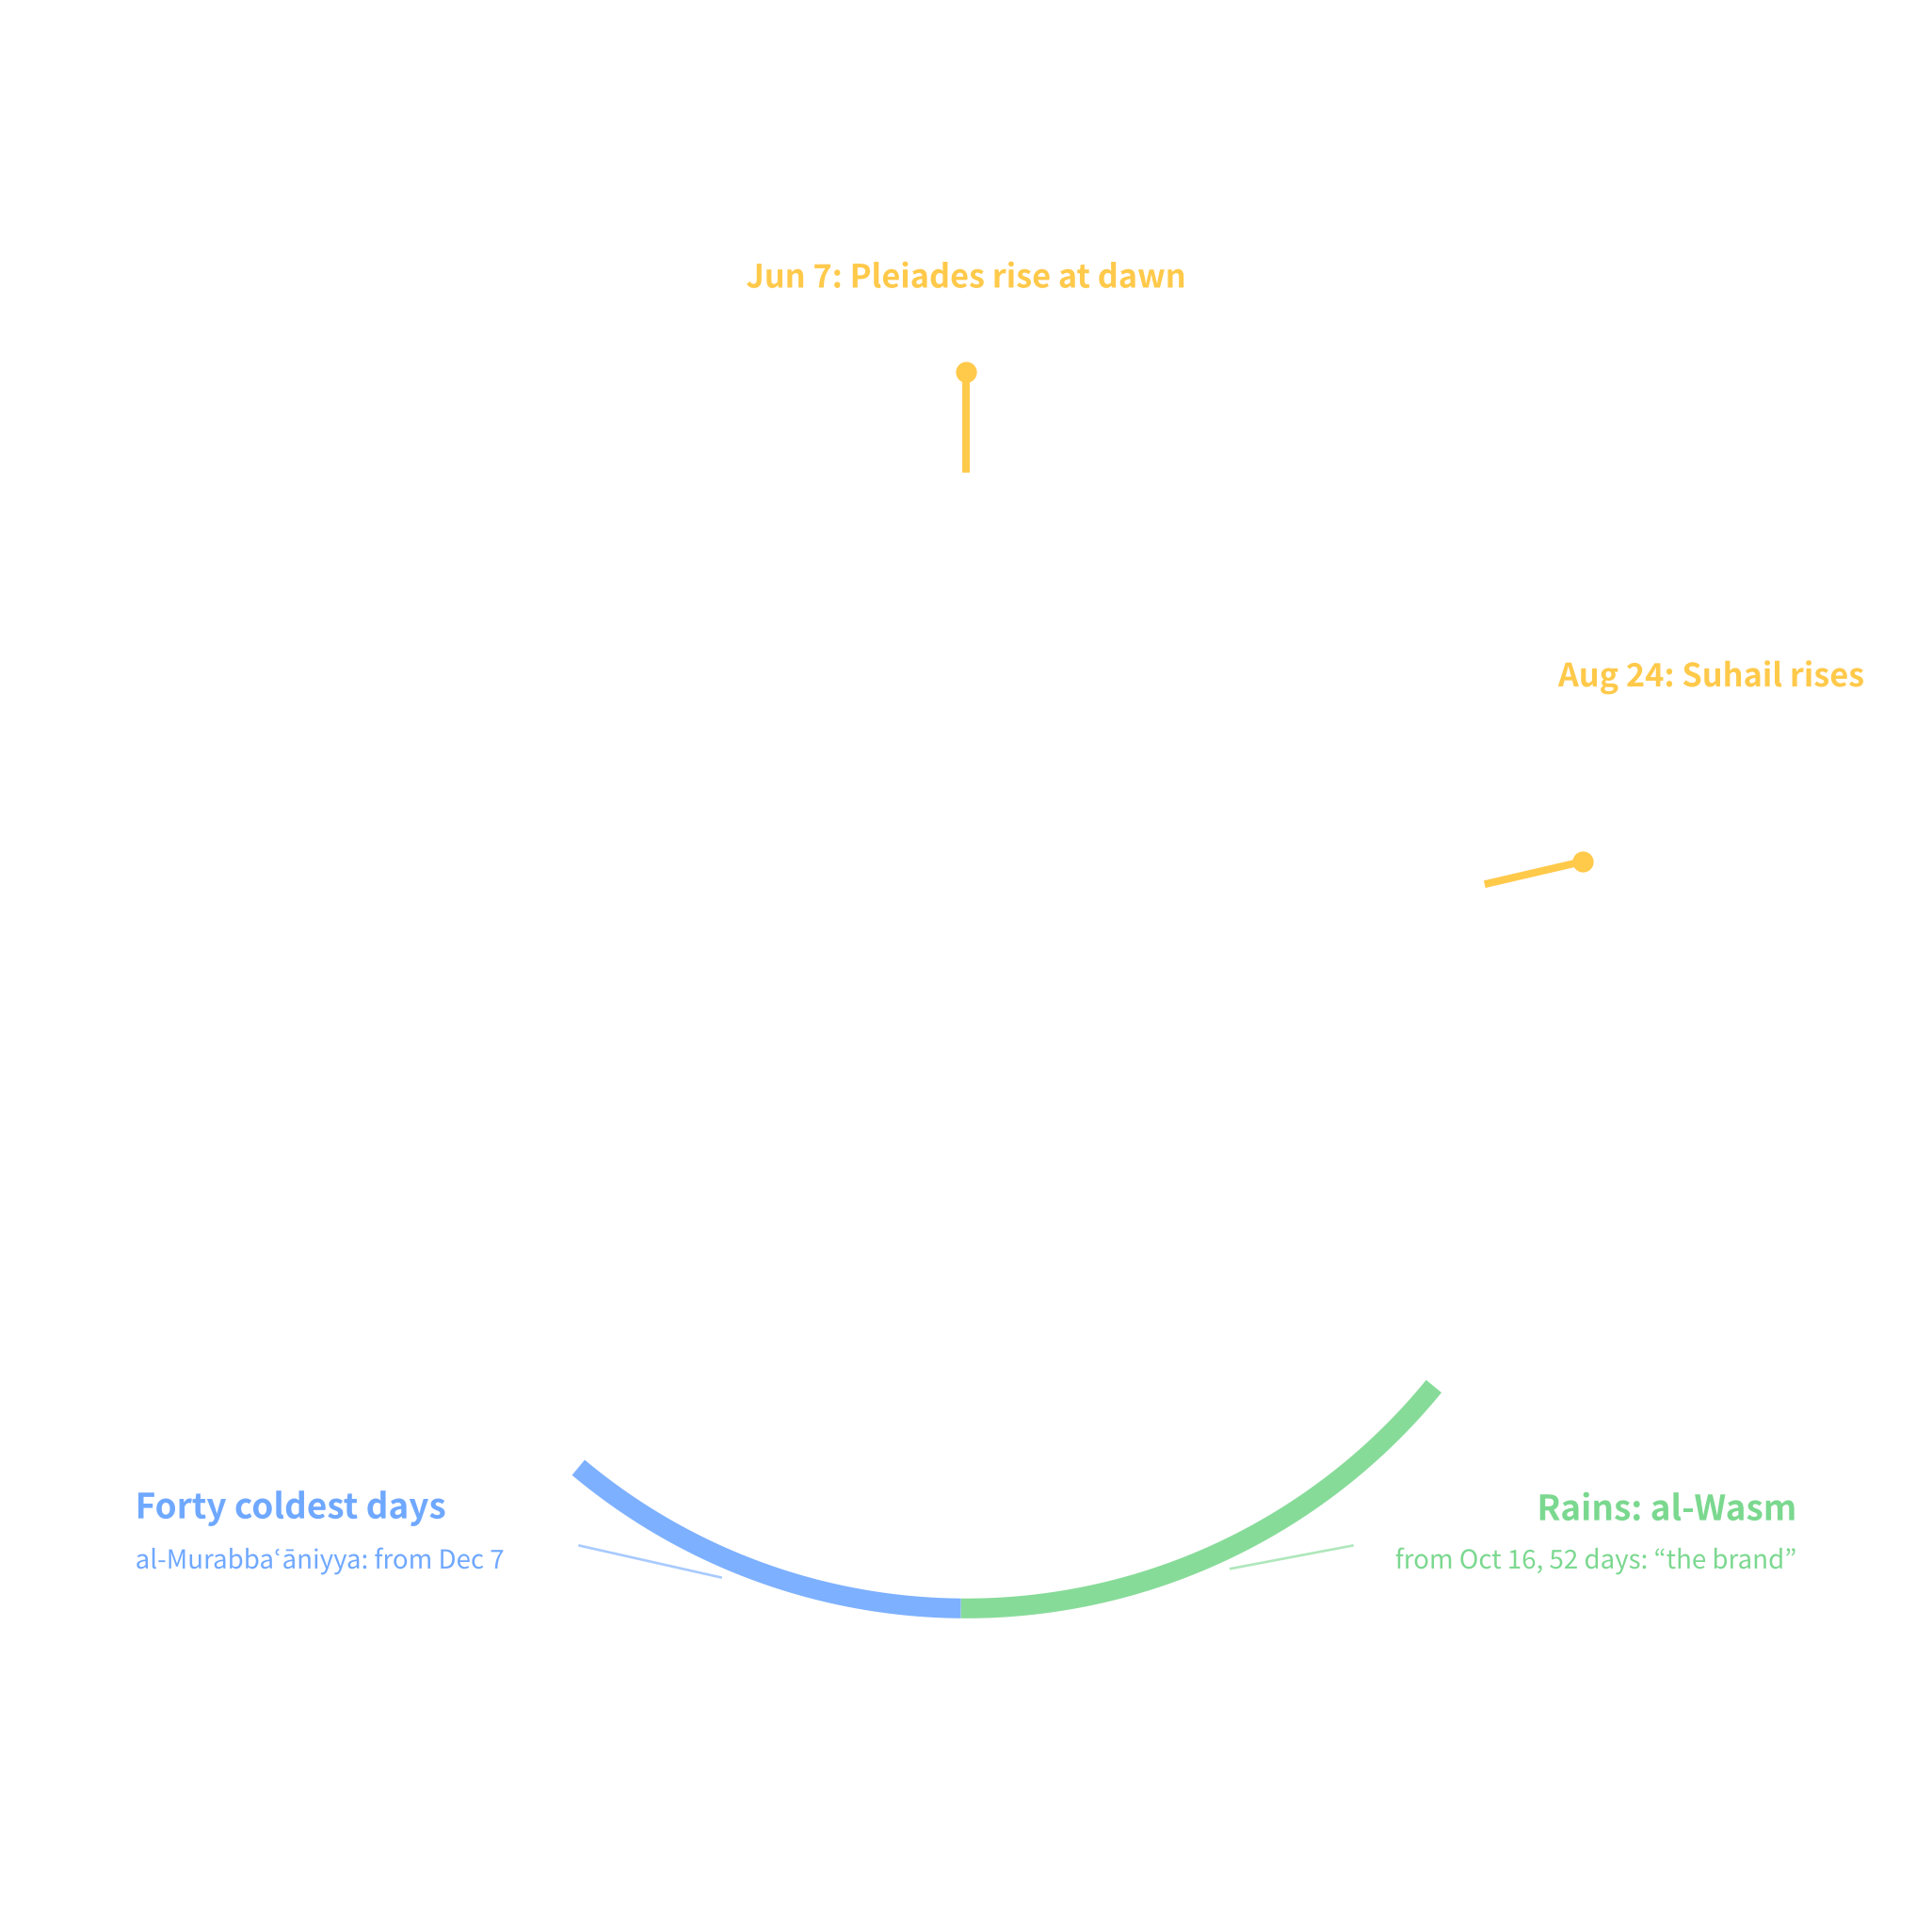 Jun 7: Pleiades rise at dawn
Aug 24: Suhail rises
Forty coldest days
al-Murabbaʿāniyya: from Dec 7
Rains: al-Wasm
from Oct 16, 52 days: “the brand”